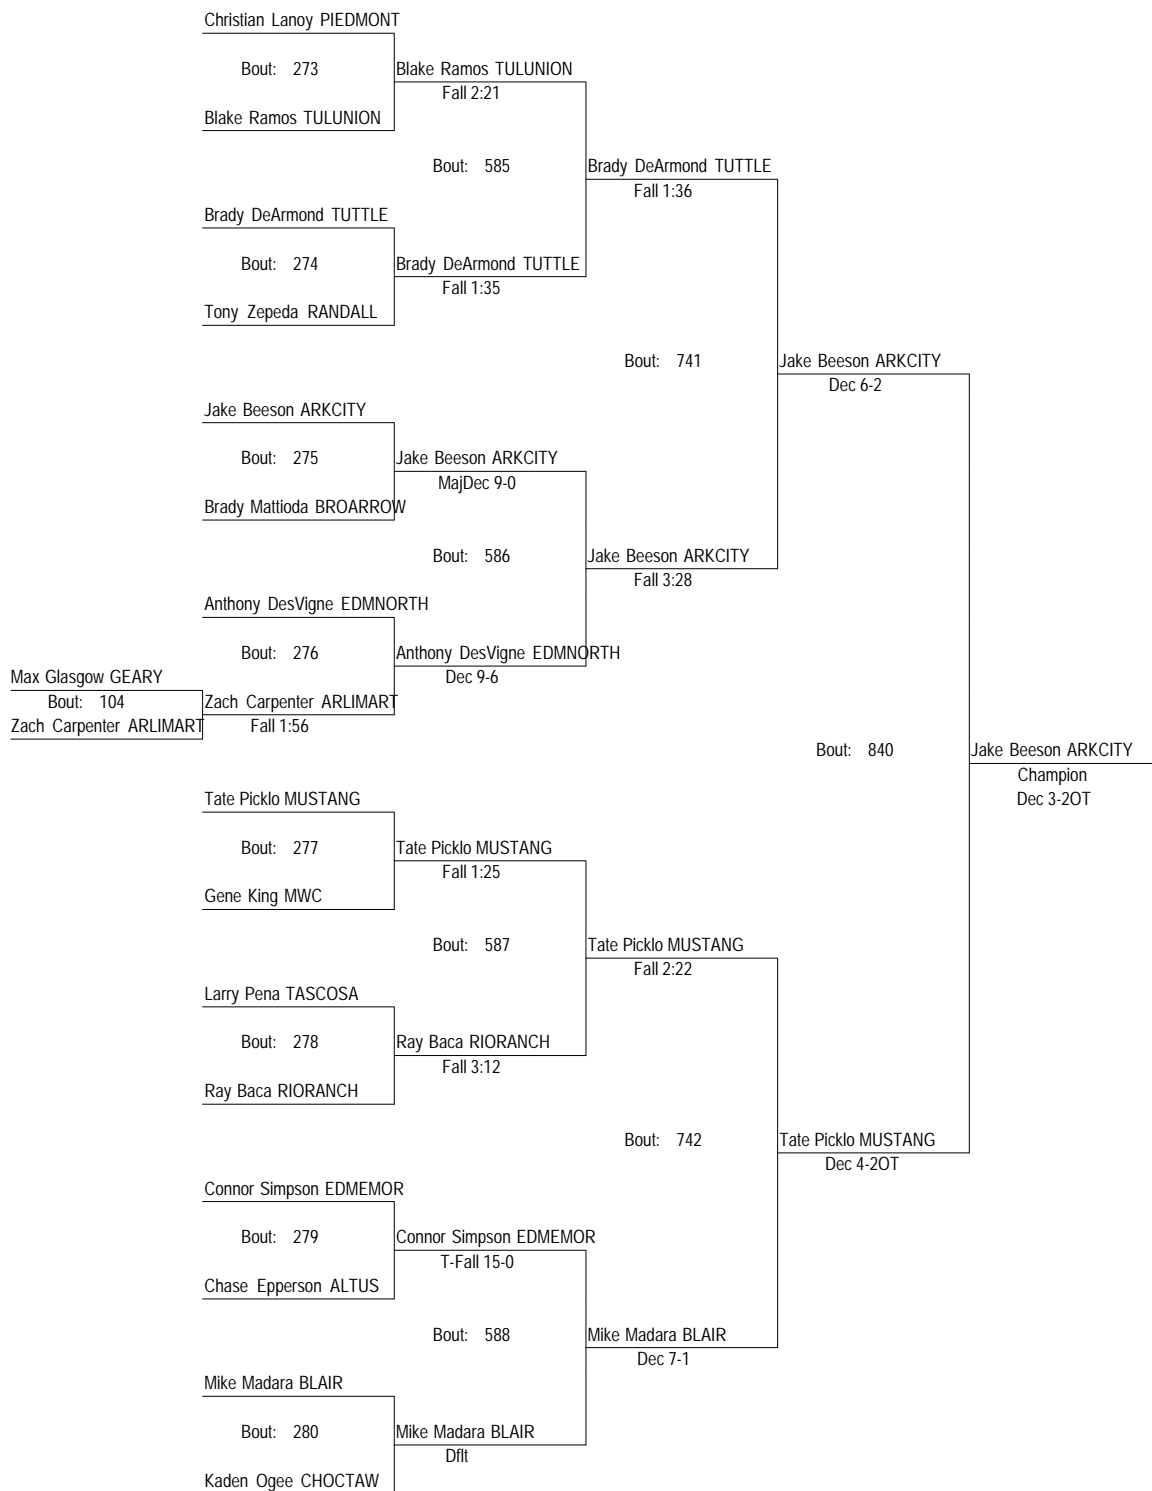 Christian Lanoy PIEDMONT
Bout: 273
Blake Ramos TULUNION
Fall 2:21
Blake Ramos TULUNION
Bout: 585
Brady DeArmond TUTTLE
Fall 1:36
Brady DeArmond TUTTLE
Bout: 274
Brady DeArmond TUTTLE
Fall 1:35
Tony Zepeda RANDALL
Bout: 741
Jake Beeson ARKCITY
Dec 6-2
Jake Beeson ARKCITY
Bout: 275
Jake Beeson ARKCITY
MajDec 9-0
Brady Mattioda BROARROW
Bout: 586
Jake Beeson ARKCITY
Fall 3:28
Anthony DesVigne EDMNORTH
Bout: 276
Anthony DesVigne EDMNORTH
Dec 9-6
Max Glasgow GEARY
Bout: 104
Zach Carpenter ARLIMART
Zach Carpenter ARLIMART
Fall 1:56
Bout: 840
Jake Beeson ARKCITY
Champion
Dec 3-2OT
Tate Picklo MUSTANG
Bout: 277
Tate Picklo MUSTANG
Fall 1:25
Gene King MWC
Bout: 587
Tate Picklo MUSTANG
Fall 2:22
Larry Pena TASCOSA
Bout: 278
Ray Baca RIORANCH
Fall 3:12
Ray Baca RIORANCH
Bout: 742
Tate Picklo MUSTANG
Dec 4-2OT
Connor Simpson EDMEMOR
Bout: 279
Connor Simpson EDMEMOR
T-Fall 15-0
Chase Epperson ALTUS
Bout: 588
Mike Madara BLAIR
Dec 7-1
Mike Madara BLAIR
Bout: 280
Mike Madara BLAIR
Dflt
Kaden Ogee CHOCTAW